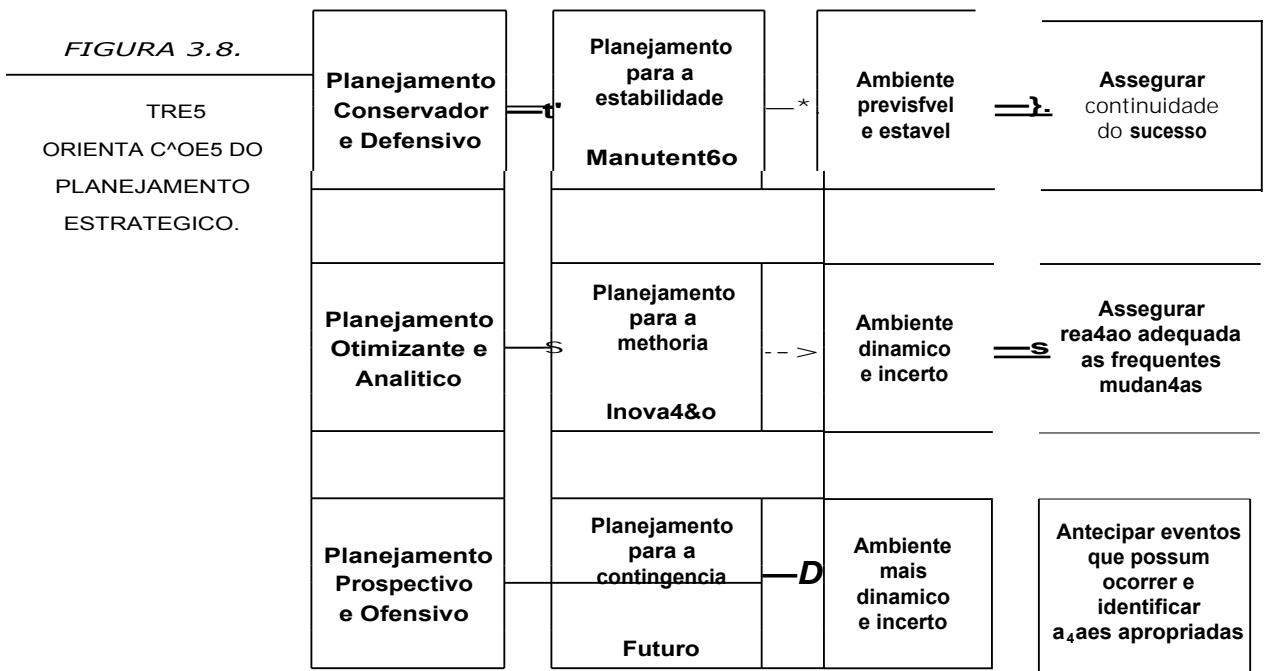 FIGURA 3.8.
TRE5
ORIENTA C^OE5 DO
PLANEJAMENTO
ESTRATEGICO.
Planejamento
Conservador
e Defensivo
═t'
Planejamento
para a
estabilidade
Manutent6o
—*
Ambiente
previsfvel
e estavel
═}.
Assegurar
continuidade
do sucesso
Planejamento
Otimizante e
Analitico
—S
Planejamento
para a
methoria
Inova4&o
-->
Ambiente
dinamico
e incerto
═s
Assegurar
rea4ao adequada
as frequentes
mudan4as
Planejamento
Prospectivo
e Ofensivo
Planejamento
para a
contingencia
Futuro
—D
Ambiente
mais
dinamico
e incerto
Antecipar eventos
que possum
ocorrer e
identificar
a4aes apropriadas